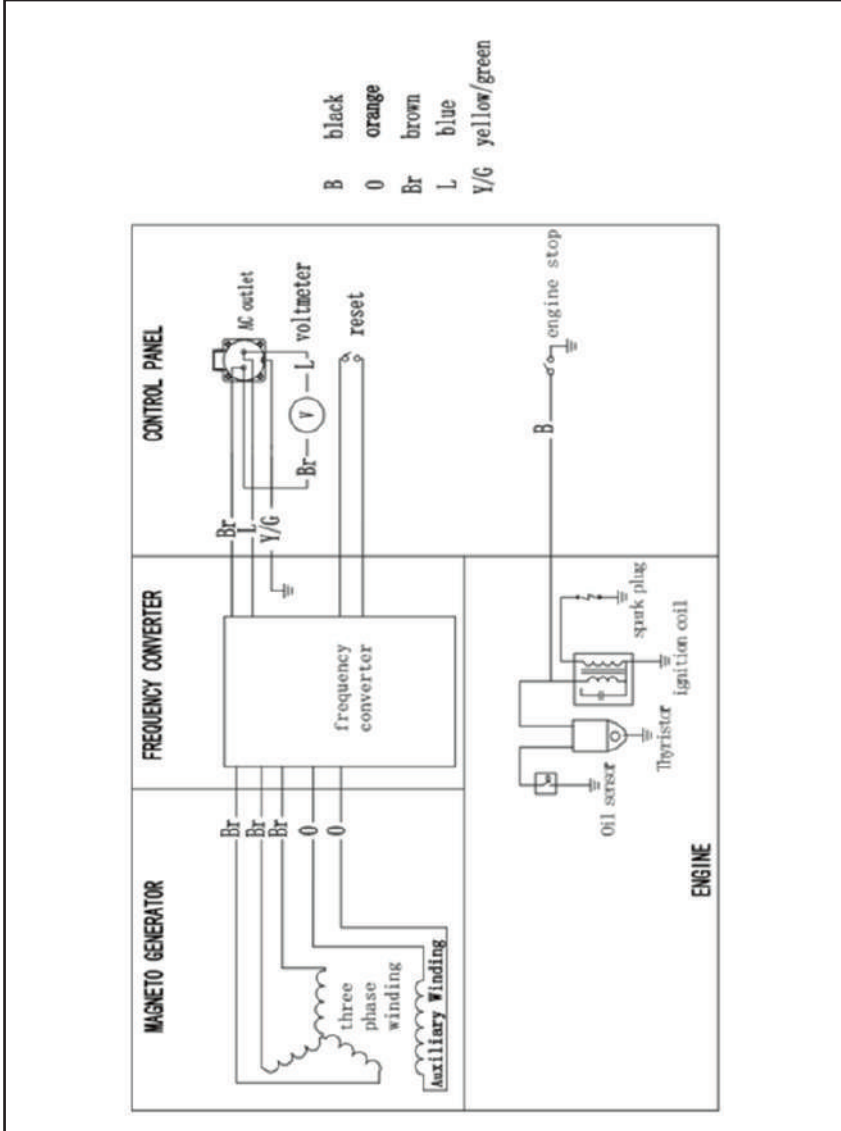 MAGNETO GENERATOR
FREQUENCY CONVERTER
CONTROL PANEL
three
phase
winding
Auxiliary Winding
Br
Br
Br
O
O
frequency
converter
Br
L
Y/G
AC outlet
Br
V
L
voltmeter
reset
ENGINE
Oil sensor
Thyristor
ignition coil
spark plug
B
engine stop
B black
O orange
Br brown
L blue
Y/G yellow/green